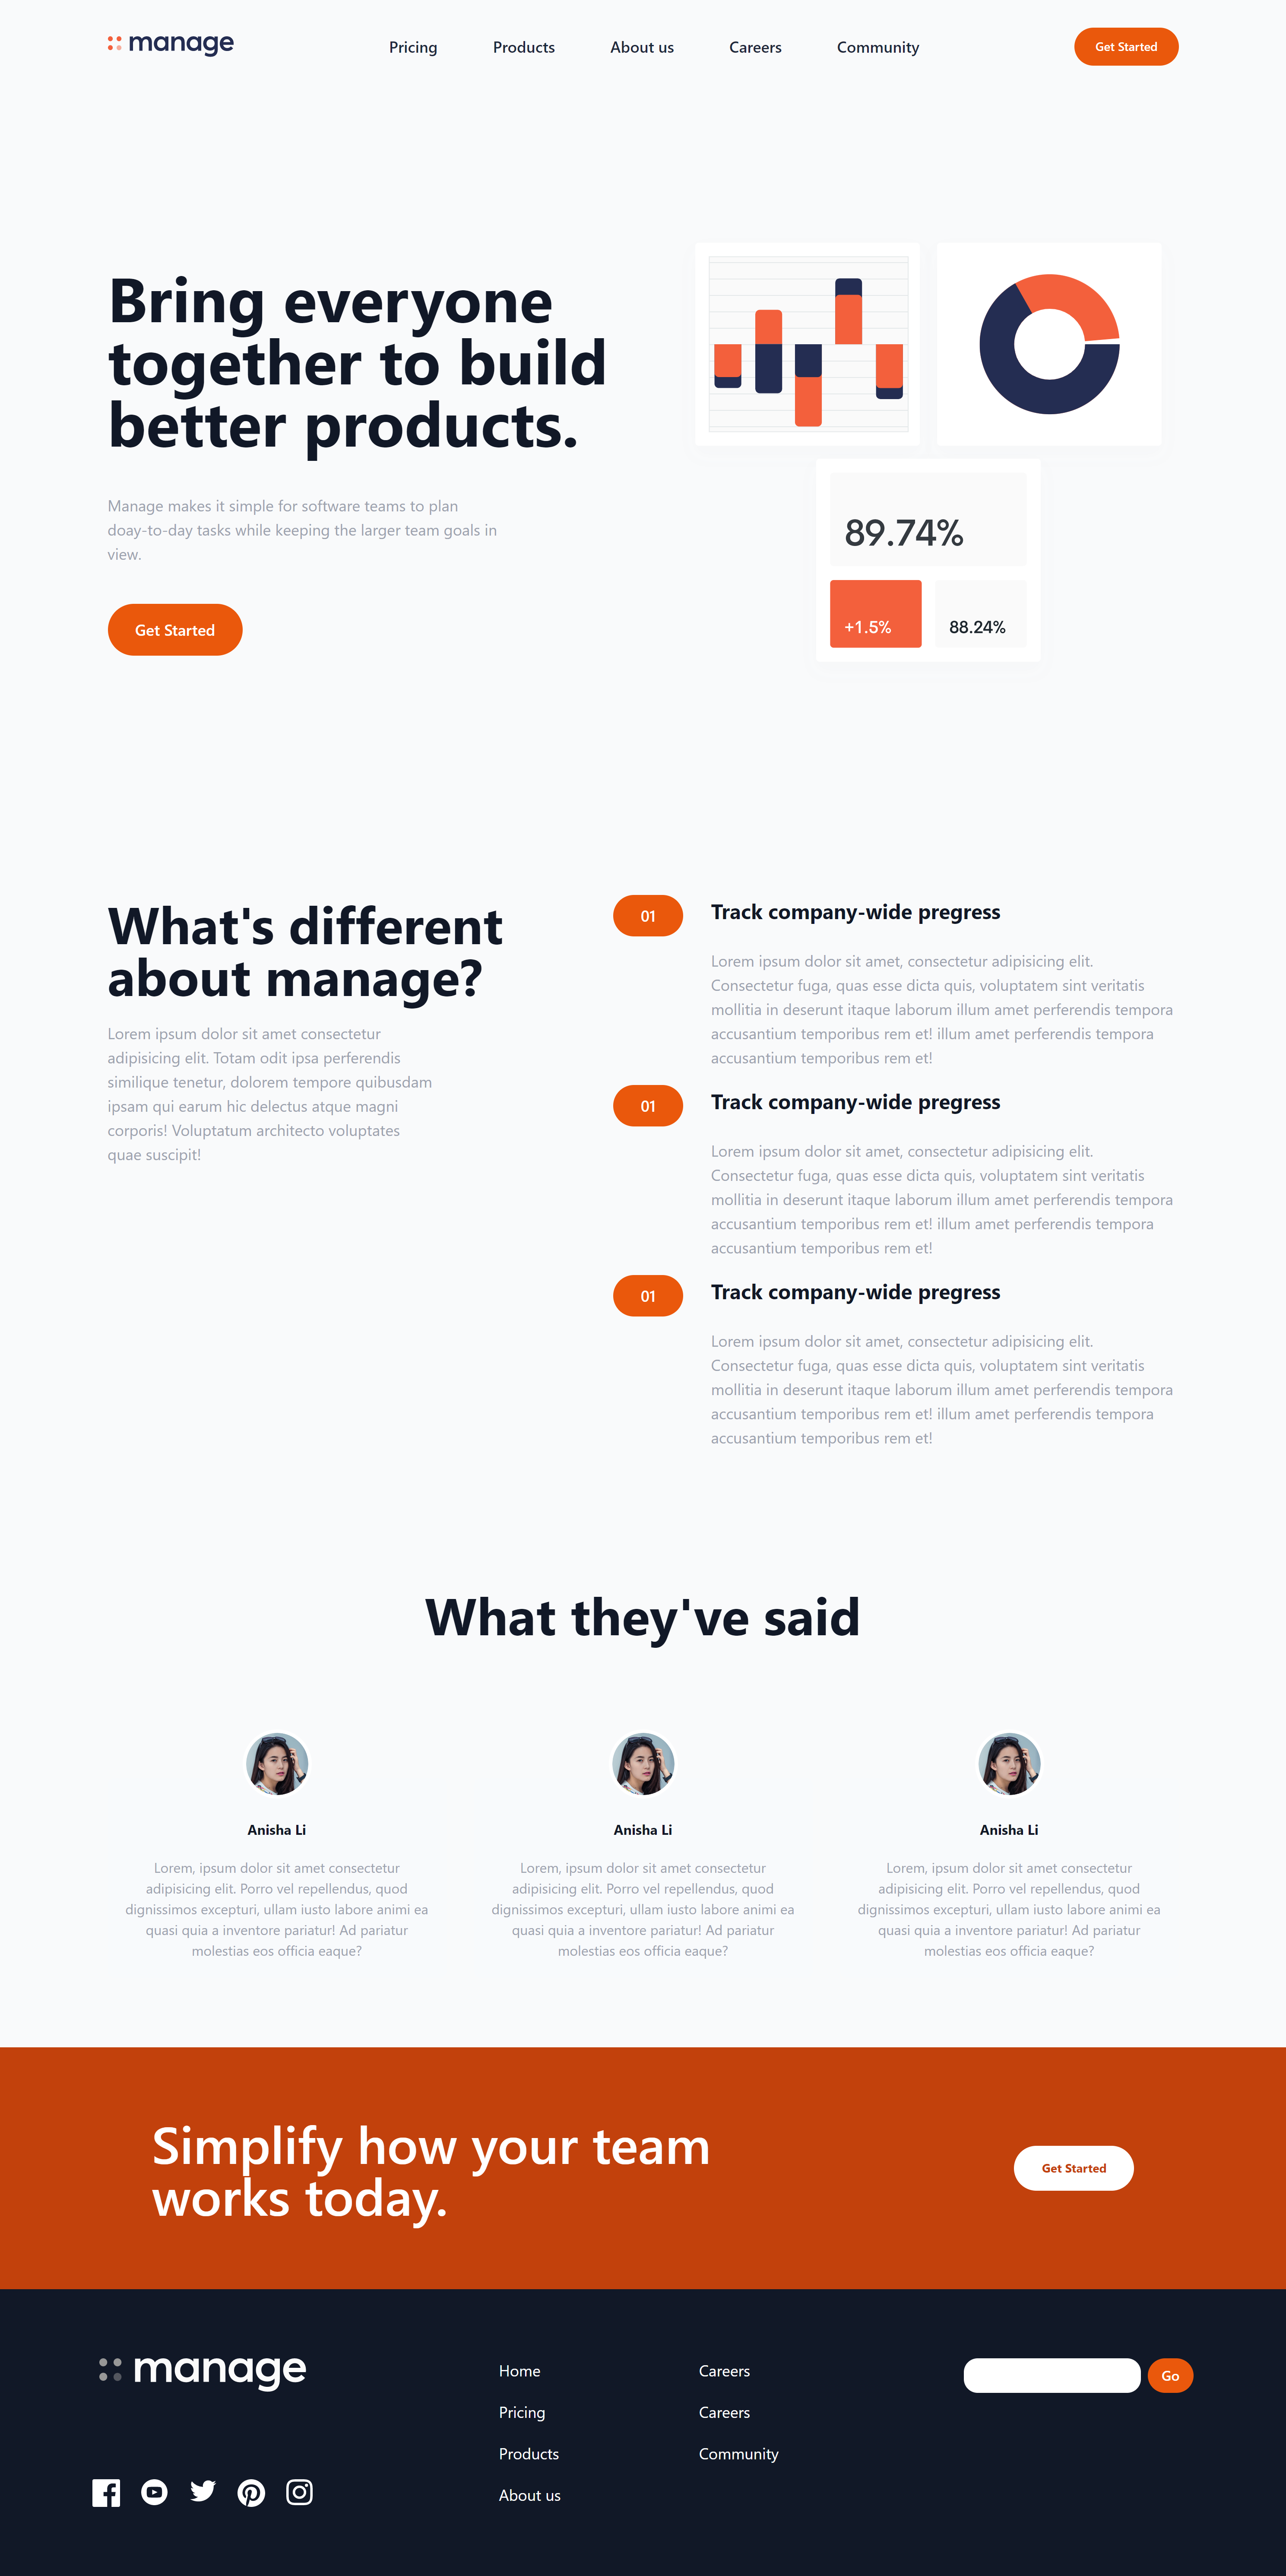 manage
Pricing
Products
About us
Careers
Community
Get Started
Bring everyone
together to build
better products.
Manage makes it simple for software teams to plan
doay-to-day tasks while keeping the larger team goals in
view.
Get Started
89.74%
+1.5%
88.24%
What's different
about manage?
Lorem ipsum dolor sit amet consectetur
adipisicing elit. Totam odit ipsa perferendis
similique tenetur, dolorem tempore quibusdam
ipsam qui earum hic delectus atque magni
corporis! Voluptatum architecto voluptates
quae suscipit!
01
Track company-wide pregress
Lorem ipsum dolor sit amet, consectetur adipisicing elit.
Consectetur fuga, quas esse dicta quis, voluptatem sint veritatis
mollitia in deserunt itaque laborum illum amet perferendis tempora
accusantium temporibus rem et! illum amet perferendis tempora
accusantium temporibus rem et!
01
Track company-wide pregress
Lorem ipsum dolor sit amet, consectetur adipisicing elit.
Consectetur fuga, quas esse dicta quis, voluptatem sint veritatis
mollitia in deserunt itaque laborum illum amet perferendis tempora
accusantium temporibus rem et! illum amet perferendis tempora
accusantium temporibus rem et!
01
Track company-wide pregress
Lorem ipsum dolor sit amet, consectetur adipisicing elit.
Consectetur fuga, quas esse dicta quis, voluptatem sint veritatis
mollitia in deserunt itaque laborum illum amet perferendis tempora
accusantium temporibus rem et! illum amet perferendis tempora
accusantium temporibus rem et!
What they've said
Anisha Li
Lorem, ipsum dolor sit amet consectetur
adipisicing elit. Porro vel repellendus, quod
dignissimos excepturi, ullam iusto labore animi ea
quasi quia a inventore pariatur! Ad pariatur
molestias eos officia eaque?
Anisha Li
Lorem, ipsum dolor sit amet consectetur
adipisicing elit. Porro vel repellendus, quod
dignissimos excepturi, ullam iusto labore animi ea
quasi quia a inventore pariatur! Ad pariatur
molestias eos officia eaque?
Anisha Li
Lorem, ipsum dolor sit amet consectetur
adipisicing elit. Porro vel repellendus, quod
dignissimos excepturi, ullam iusto labore animi ea
quasi quia a inventore pariatur! Ad pariatur
molestias eos officia eaque?
Simplify how your team
works today.
Get Started
manage
Home
Pricing
Products
About us
Careers
Careers
Community
Go